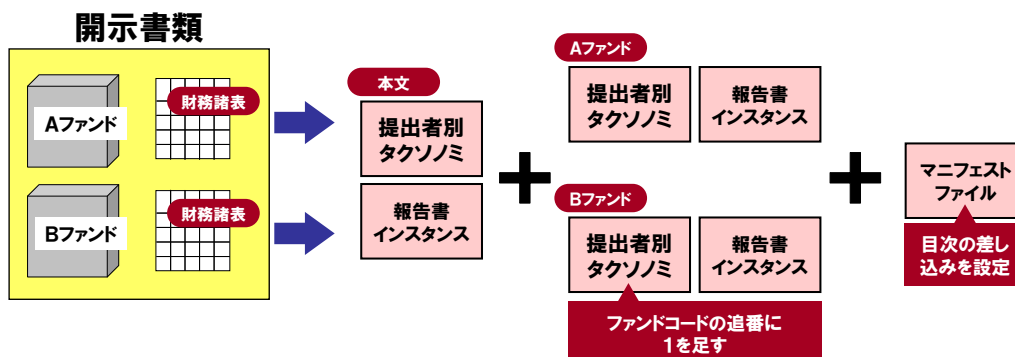 開示書類
Aファンド
財務諸表
Bファンド
財務諸表
本文
提出者別
タクソノミ
報告書
インスタンス
Aファンド
提出者別
タクソノミ
報告書
インスタンス
Bファンド
提出者別
タクソノミ
報告書
インスタンス
ファンドコードの追番に
1を足す
マニフェスト
ファイル
目次の差し
込みを設定